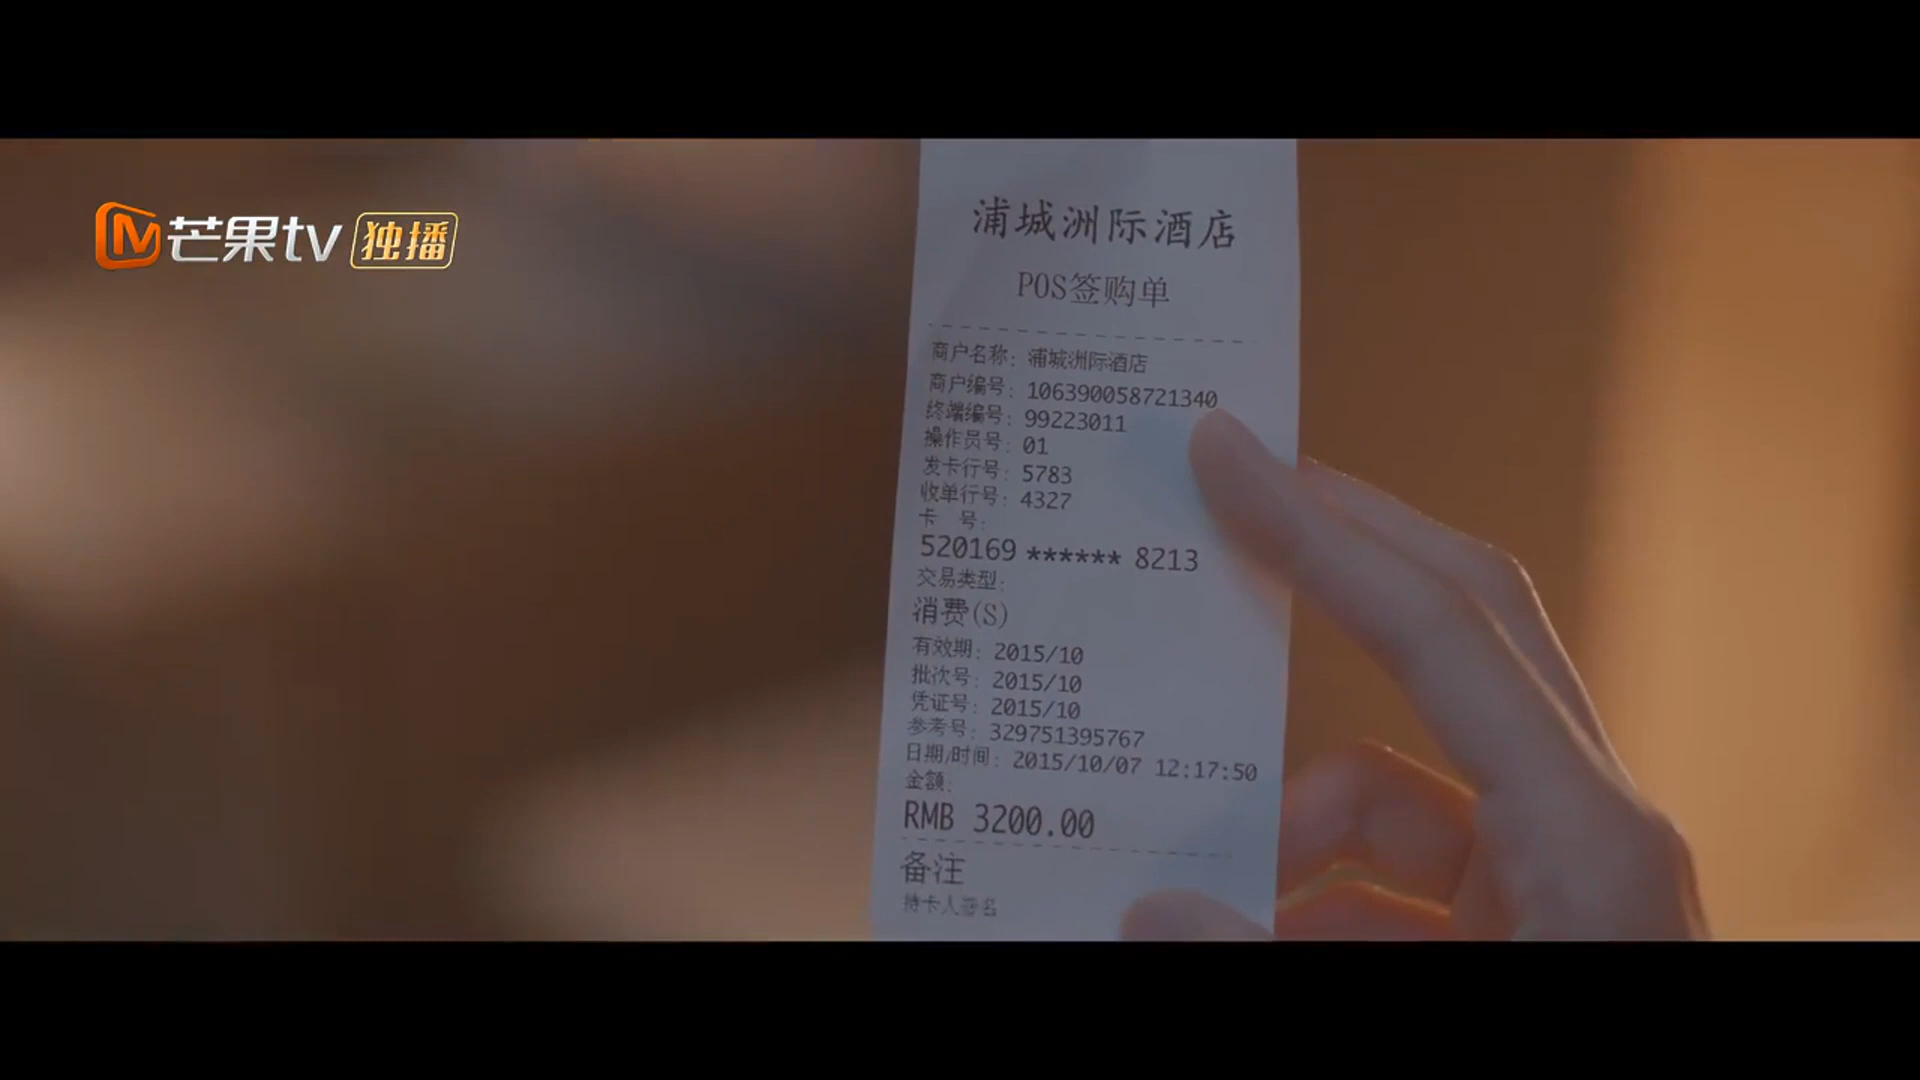 芒果tv 独播
浦城洲际酒店
POS签购单
商户名称：浦城洲际酒店
商户编号：106390058721340
终端编号：99223011
操作员号：01
发卡行号：5783
收单行号：4327
卡 号：
520169 ****** 8213
交易类型：
消费(S)
有效期：2015/10
批次号：2015/10
凭证号：2015/10
参考号：329751395767
日期/时间：2015/10/07 12:17:50
金额：
RMB 3200.00
备注
持卡人签名